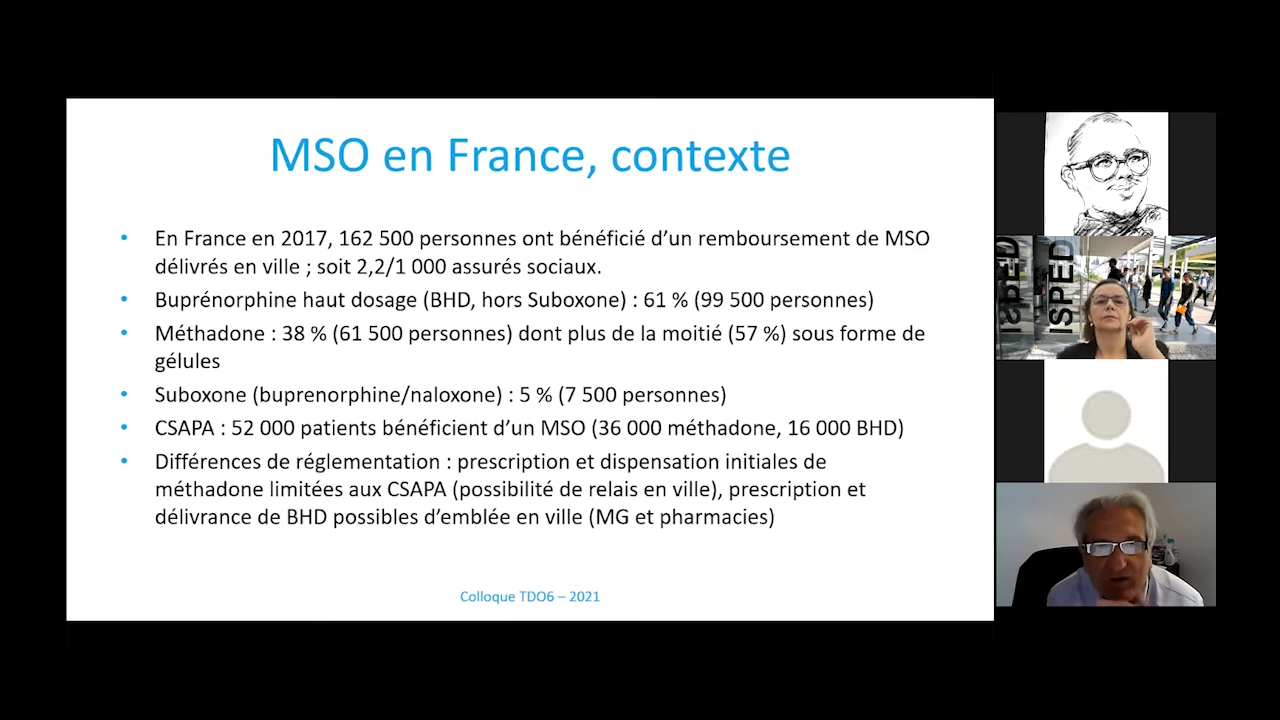 MSO en France, contexte
• En France en 2017, 162 500 personnes ont bénéficié d'un remboursement de MSO
délivrés en ville ; soit 2,2/1 000 assurés sociaux.
• Buprénorphine haut dosage (BHD, hors Suboxone) : 61 % (99 500 personnes)
• Méthadone : 38 % (61 500 personnes) dont plus de la moitié (57 %) sous forme de
gélules
• Suboxone (buprenorphine/naloxone) : 5 % (7 500 personnes)
• CSAPA : 52 000 patients bénéficient d'un MSO (36 000 méthadone, 16 000 BHD)
• Différences de réglementation : prescription et dispensation initiales de
méthadone limitées aux CSAPA (possibilité de relais en ville), prescription et
délivrance de BHD possibles d'emblée en ville (MG et pharmacies)
Colloque TDO6 – 2021
ISPED
ISPED